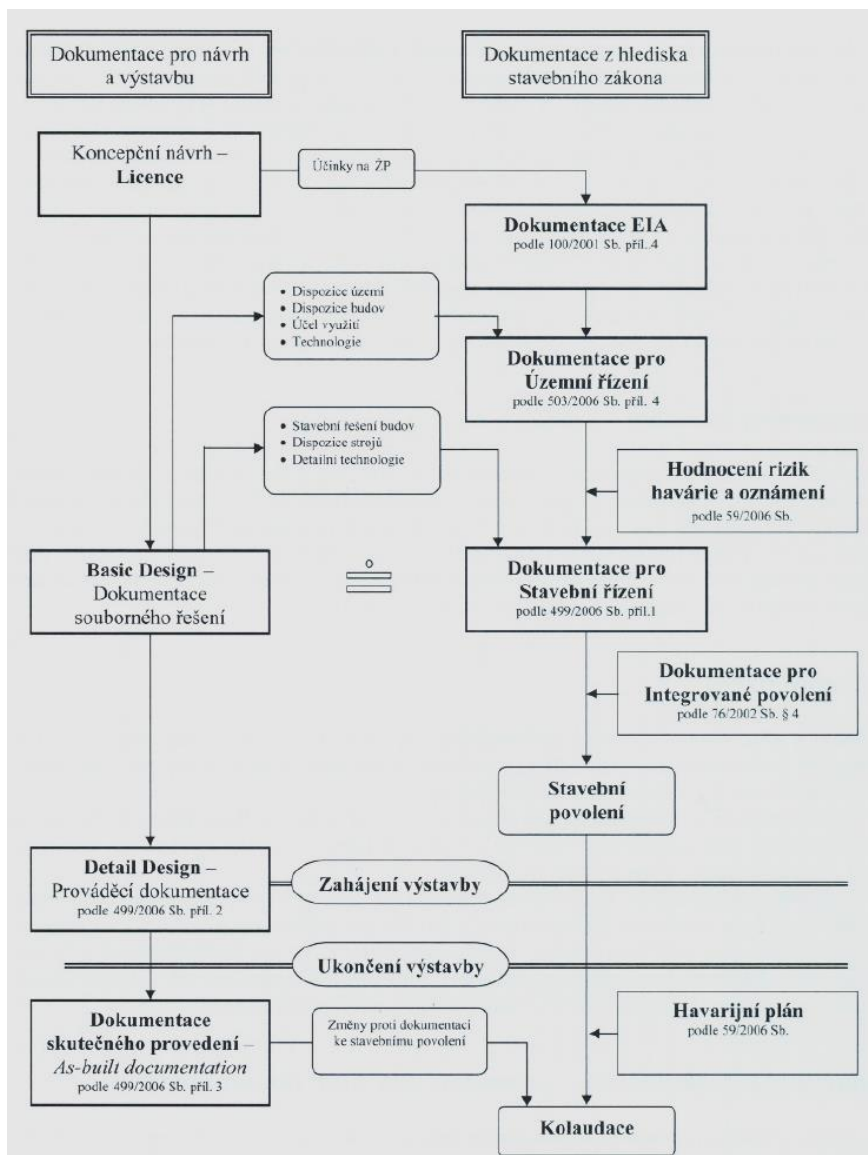 Dokumentace pro návrh
a výstavbu
Dokumentace z hlediska
stavebního zákona
Koncepční návrh –
Licence
Účinky na ŽP
Dokumentace EIA
podle 100/2001 Sb. příl..4
• Dispozice území
• Dispozice budov
• Účel využití
• Technologie
Dokumentace pro
Územní řízení
podle 503/2006 Sb. příl. 4
• Stavební řešení budov
• Dispozice strojů
• Detailní technologie
Hodnocení rizik
havárie a oznámení
podle 59/2006 Sb.
Basic Design –
Dokumentace
souborného řešení
Dokumentace pro
Stavební řízení
podle 499/2006 Sb. příl.1
Dokumentace pro
Integrované povolení
podle 76/2002 Sb. § 4
Stavební
povolení
Detail Design –
Prováděcí dokumentace
podle 499/2006 Sb. příl. 2
Zahájení výstavby
Ukončení výstavby
Dokumentace
skutečného provedení –
As-built documentation
podle 499/2006 Sb. příl. 3
Změny proti dokumentací
ke stavebnímu povolení
Havarijní plán
podle 59/2006 Sb.
Kolaudace